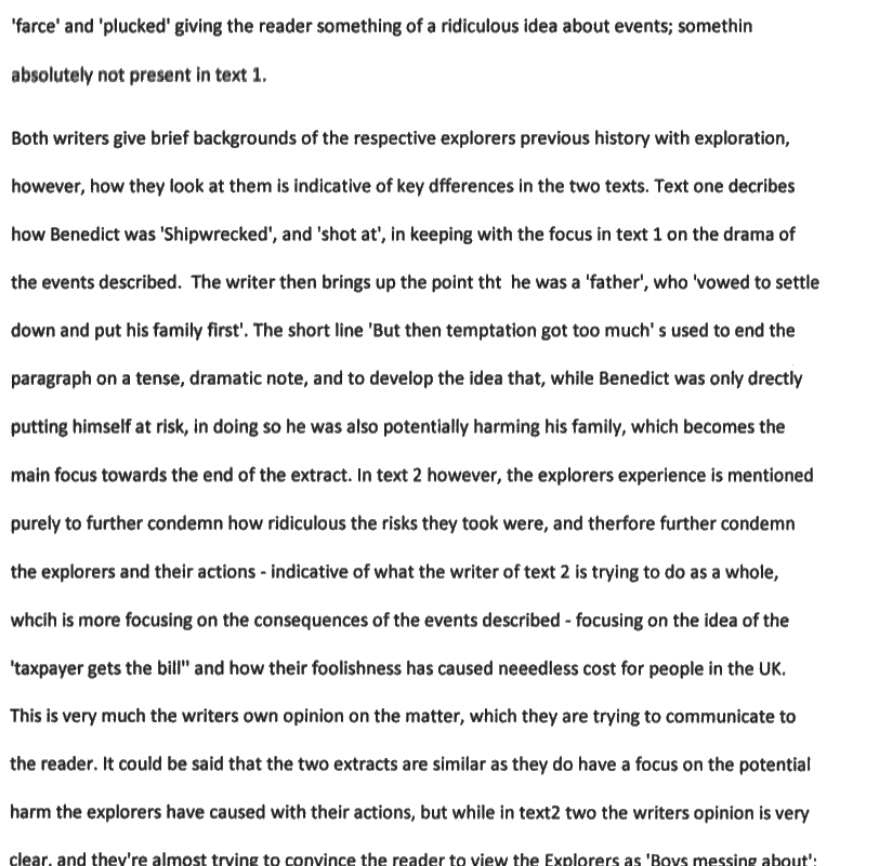 'farce' and 'plucked' giving the reader something of a ridiculous idea about events; somethin
absolutely not present in text 1.
Both writers give brief backgrounds of the respective explorers previous history with exploration,
however, how they look at them is indicative of key dfferences in the two texts. Text one decribes
how Benedict was 'Shipwrecked', and 'shot at', in keeping with the focus in text 1 on the drama of
the events described.  The writer then brings up the point tht  he was a 'father', who 'vowed to settle
down and put his family first'. The short line 'But then temptation got too much' s used to end the
paragraph on a tense, dramatic note, and to develop the idea that, while Benedict was only drectly
putting himself at risk, in doing so he was also potentially harming his family, which becomes the
main focus towards the end of the extract. In text 2 however, the explorers experience is mentioned
purely to further condemn how ridiculous the risks they took were, and therfore further condemn
the explorers and their actions - indicative of what the writer of text 2 is trying to do as a whole,
whcih is more focusing on the consequences of the events described - focusing on the idea of the
'taxpayer gets the bill" and how their foolishness has caused neeedless cost for people in the UK.
This is very much the writers own opinion on the matter, which they are trying to communicate to
the reader. It could be said that the two extracts are similar as they do have a focus on the potential
harm the explorers have caused with their actions, but while in text2 two the writers opinion is very
clear, and they're almost trying to convince the reader to view the Explorers as 'Boys messing about';